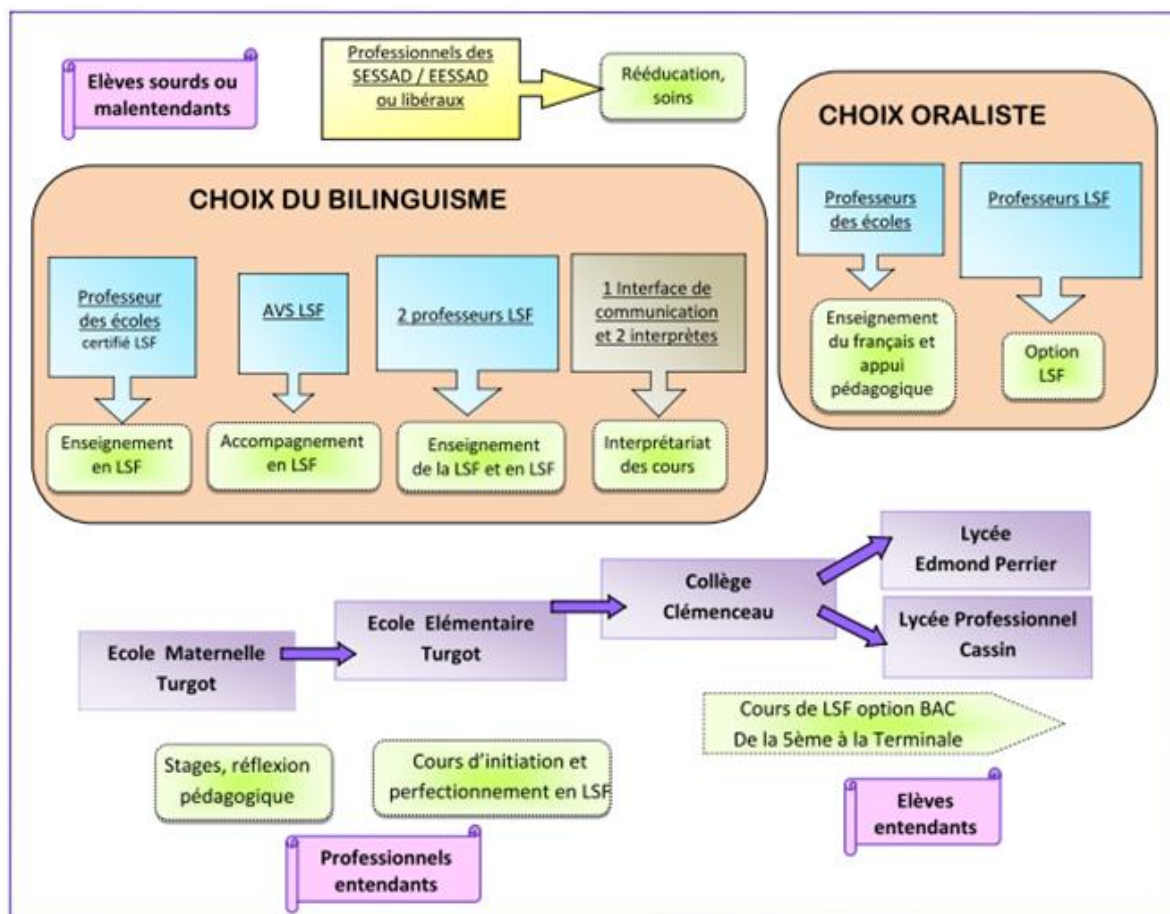 Elèves sourds ou
malentendants
Professionnels des
SESSAD / EESSAD
ou libéraux
Rééducation,
soins
CHOIX DU BILINGUISME
Professeur
des écoles
certifié LSF
AVS LSF
2 professeurs LSF
1 Interface de
communication
et 2 interprètes
Enseignement
en LSF
Accompagnement
en LSF
Enseignement
de la LSF et en LSF
Interprétariat
des cours
CHOIX ORALISTE
Professeurs
des écoles
Professeurs LSF
Enseignement
du français et
appui
pédagogique
Option
LSF
Ecole Maternelle
Turgot
Ecole Elémentaire
Turgot
Collège
Clémenceau
Lycée
Edmond Perrier
Lycée Professionnel
Cassin
Cours de LSF option BAC
De la 5ème à la Terminale
Stages, réflexion
pédagogique
Cours d'initiation et
perfectionnement en LSF
Elèves
entendants
Professionnels
entendants